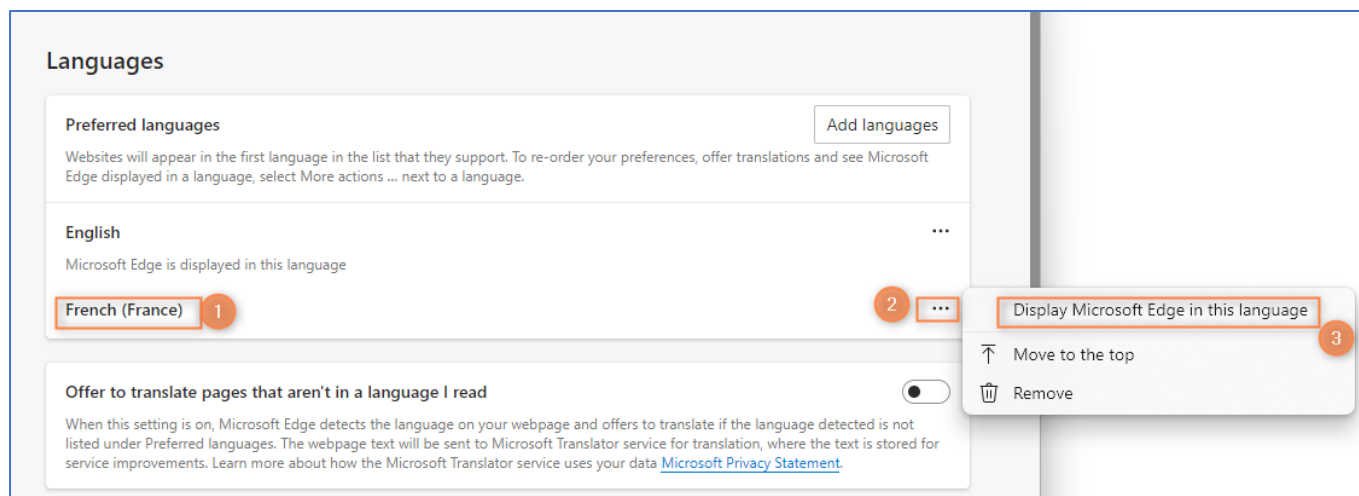 Languages
Preferred languages
Add languages
Websites will appear in the first language in the list that they support. To re-order your preferences, offer translations and see Microsoft
Edge displayed in a language, select More actions ... next to a language.
English
Microsoft Edge is displayed in this language
French (France) 1 2
Display Microsoft Edge in this language
3
Move to the top
Remove
Offer to translate pages that aren't in a language I read
When this setting is on, Microsoft Edge detects the language on your webpage and offers to translate if the language detected is not
listed under Preferred languages. The webpage text will be sent to Microsoft Translator service for translation, where the text is stored for
service improvements. Learn more about how the Microsoft Translator service uses your data Microsoft Privacy Statement.